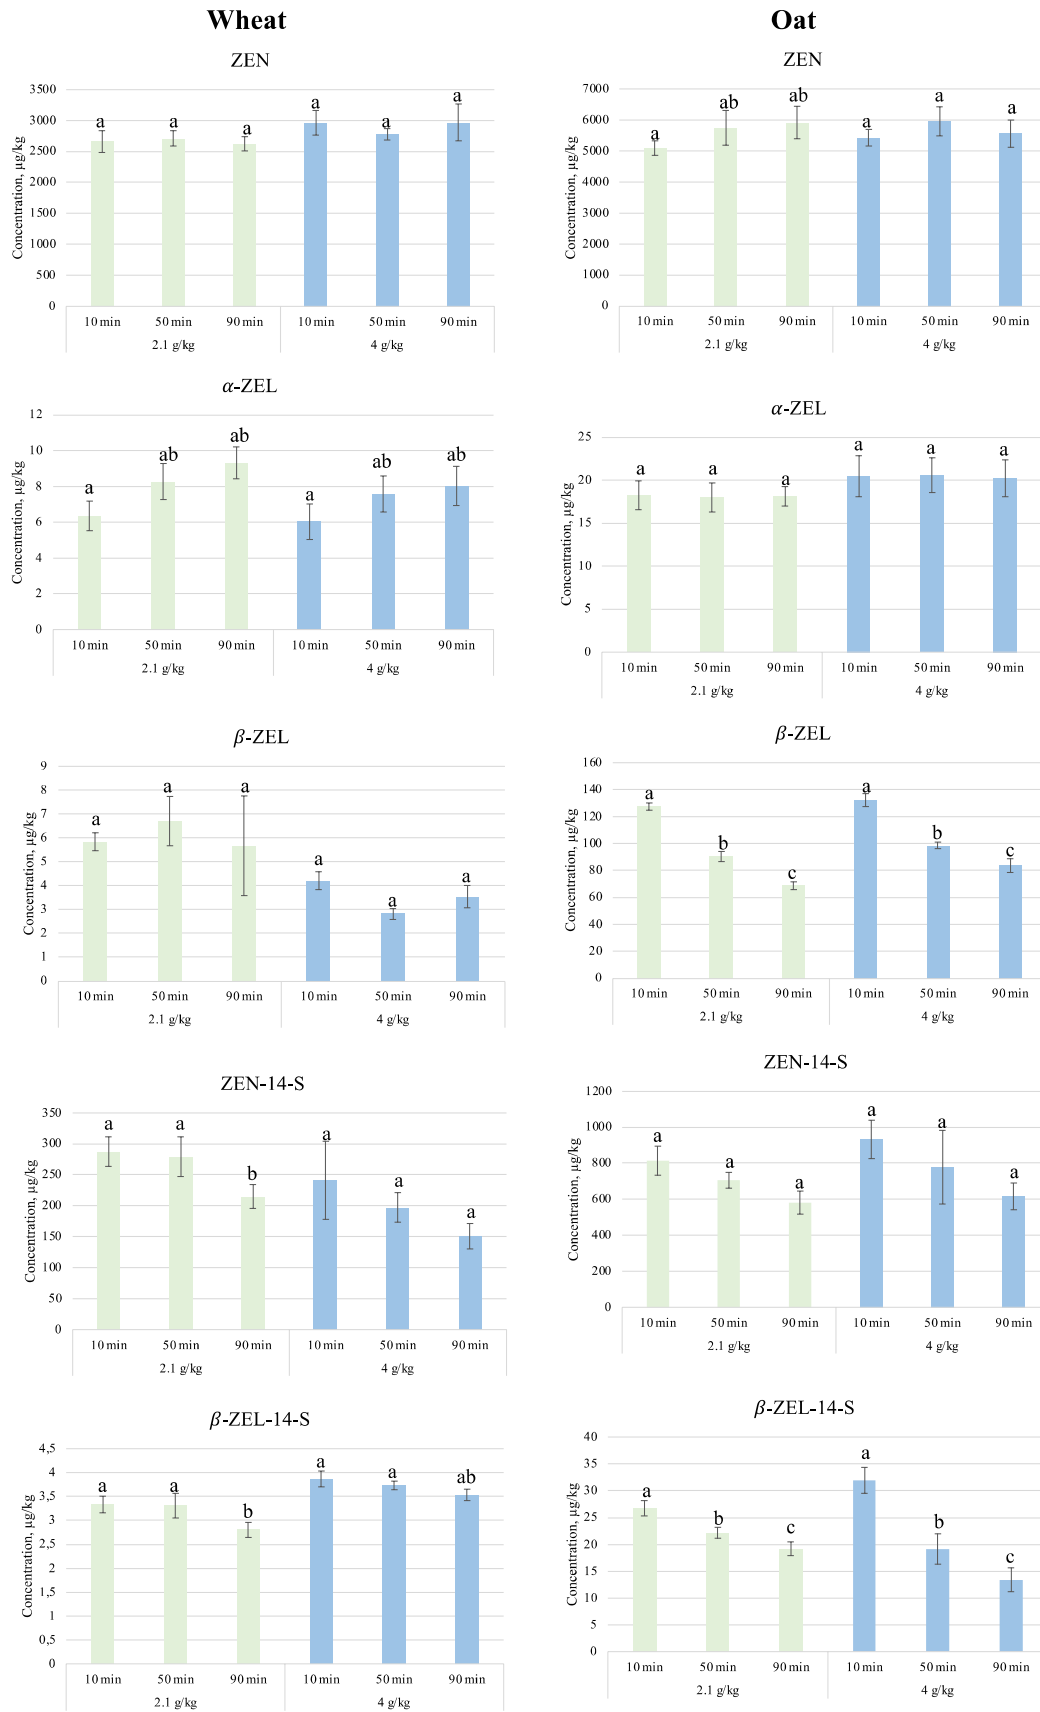 Wheat
Oat
ZEN
Concentration, µg/kg
3500
3000
2500
2000
1500
1000
500
0
a a a a a a
10 min 50 min 90 min 10 min 50 min 90 min
2.1 g/kg 4 g/kg
ZEN
Concentration, µg/kg
7000
6000
5000
4000
3000
2000
1000
0
a ab ab a a a
10 min 50 min 90 min 10 min 50 min 90 min
2.1 g/kg 4 g/kg
α-ZEL
Concentration, µg/kg
12
10
8
6
4
2
0
a ab ab a ab ab
10 min 50 min 90 min 10 min 50 min 90 min
2.1 g/kg 4 g/kg
α-ZEL
Concentration, µg/kg
25
20
15
10
5
0
a a a a a a
10 min 50 min 90 min 10 min 50 min 90 min
2.1 g/kg 4 g/kg
β-ZEL
Concentration, µg/kg
9
8
7
6
5
4
3
2
1
0
a a a a a a
10 min 50 min 90 min 10 min 50 min 90 min
2.1 g/kg 4 g/kg
β-ZEL
Concentration, µg/kg
160
140
120
100
80
60
40
20
0
a b c a b c
10 min 50 min 90 min 10 min 50 min 90 min
2.1 g/kg 4 g/kg
ZEN-14-S
Concentration, µg/kg
350
300
250
200
150
100
50
0
a a b a a a
10 min 50 min 90 min 10 min 50 min 90 min
2.1 g/kg 4 g/kg
ZEN-14-S
Concentration, µg/kg
1200
1000
800
600
400
200
0
a a a a a a
10 min 50 min 90 min 10 min 50 min 90 min
2.1 g/kg 4 g/kg
β-ZEL-14-S
Concentration, µg/kg
4,5
4
3,5
3
2,5
2
1,5
1
0,5
0
a a b a a ab
10 min 50 min 90 min 10 min 50 min 90 min
2.1 g/kg 4 g/kg
β-ZEL-14-S
Concentration, µg/kg
40
35
30
25
20
15
10
5
0
a b c a b c
10 min 50 min 90 min 10 min 50 min 90 min
2.1 g/kg 4 g/kg